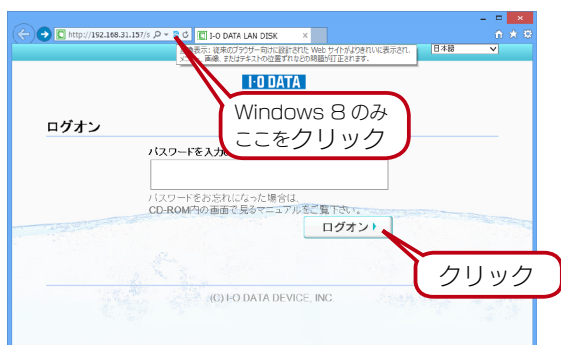 http://192.168.31.157/s
I-O DATA LAN DISK
表示: 従来のブラウザー向けに設計された Web サイトがよりきれいに表示され、
画像、またはテキストの位置ずれなどの問題が訂正されます。
日本語
I-O DATA
Windows 8 のみ
ここをクリック
ログオン
パスワードを入力
パスワードをお忘れになった場合は、
CD-ROM内の画面で見るマニュアルをご覧下さい。
ログオン
クリック
(C) I-O DATA DEVICE, INC